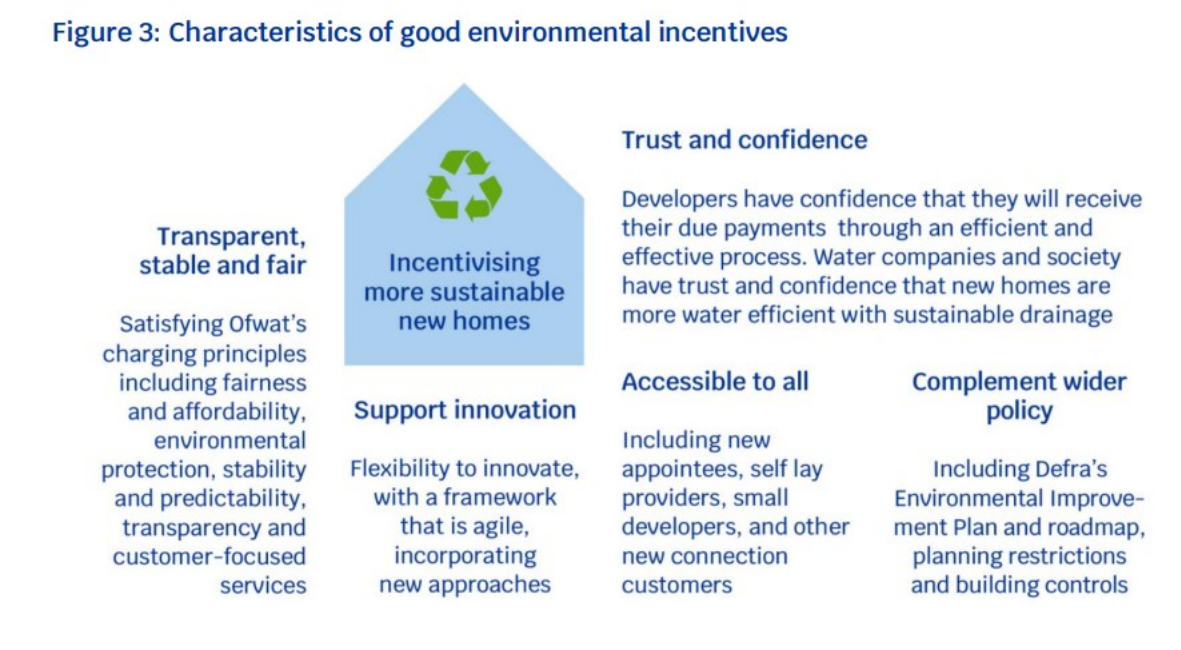 Figure 3: Characteristics of good environmental incentives
Incentivising
more sustainable
new homes
Transparent,
stable and fair
Satisfying Ofwat’s
charging principles
including fairness
and affordability,
environmental
protection, stability
and predictability,
transparency and
customer-focused
services
Support innovation
Flexibility to innovate,
with a framework
that is agile,
incorporating
new approaches
Trust and confidence
Developers have confidence that they will receive
their due payments through an efficient and
effective process. Water companies and society
have trust and confidence that new homes are
more water efficient with sustainable drainage
Accessible to all
Including new
appointees, self lay
providers, small
developers, and other
new connection
customers
Complement wider
policy
Including Defra’s
Environmental Improve-
ment Plan and roadmap,
planning restrictions
and building controls